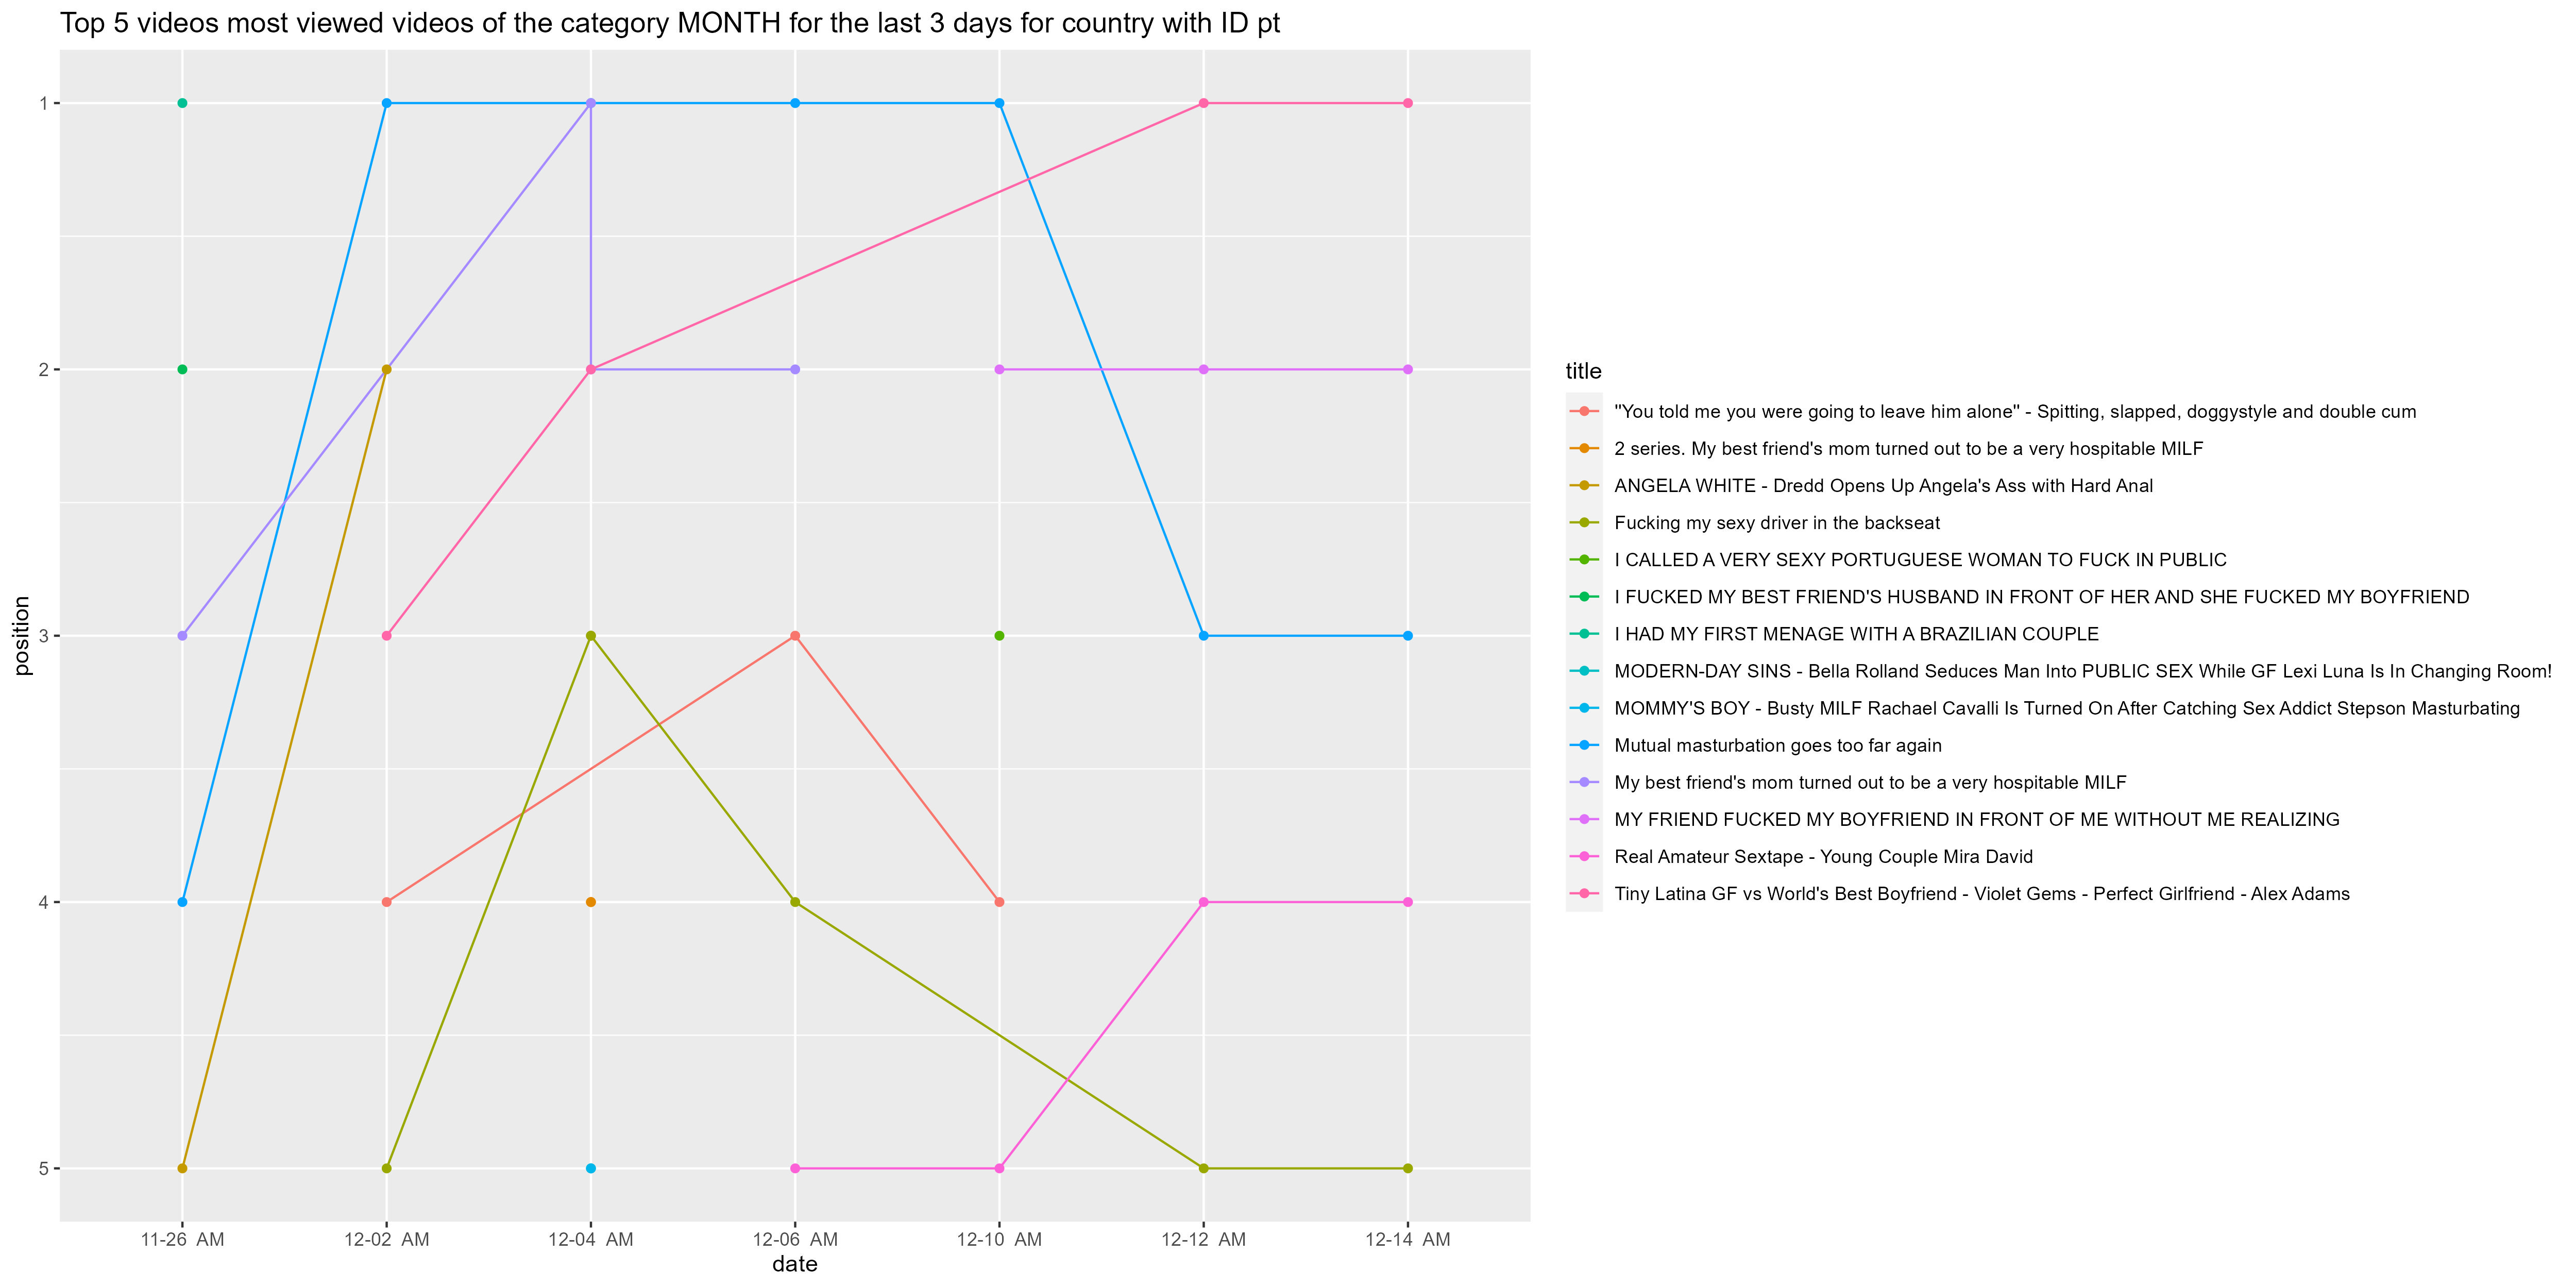 Top 5 videos most viewed videos of the category MONTH for the last 3 days for country with ID pt
position
1
2
3
4
5
11-26 AM
12-02 AM
12-04 AM
12-06 AM
12-10 AM
12-12 AM
12-14 AM
date
title
"You told me you were going to leave him alone" - Spitting, slapped, doggystyle and double cum
2 series. My best friend's mom turned out to be a very hospitable MILF
ANGELA WHITE - Dredd Opens Up Angela's Ass with Hard Anal
Fucking my sexy driver in the backseat
I CALLED A VERY SEXY PORTUGUESE WOMAN TO FUCK IN PUBLIC
I FUCKED MY BEST FRIEND'S HUSBAND IN FRONT OF HER AND SHE FUCKED MY BOYFRIEND
I HAD MY FIRST MENAGE WITH A BRAZILIAN COUPLE
MODERN-DAY SINS - Bella Rolland Seduces Man Into PUBLIC SEX While GF Lexi Luna Is In Changing Room!
MOMMY'S BOY - Busty MILF Rachael Cavalli Is Turned On After Catching Sex Addict Stepson Masturbating
Mutual masturbation goes too far again
My best friend's mom turned out to be a very hospitable MILF
MY FRIEND FUCKED MY BOYFRIEND IN FRONT OF ME WITHOUT ME REALIZING
Real Amateur Sextape - Young Couple Mira David
Tiny Latina GF vs World's Best Boyfriend - Violet Gems - Perfect Girlfriend - Alex Adams